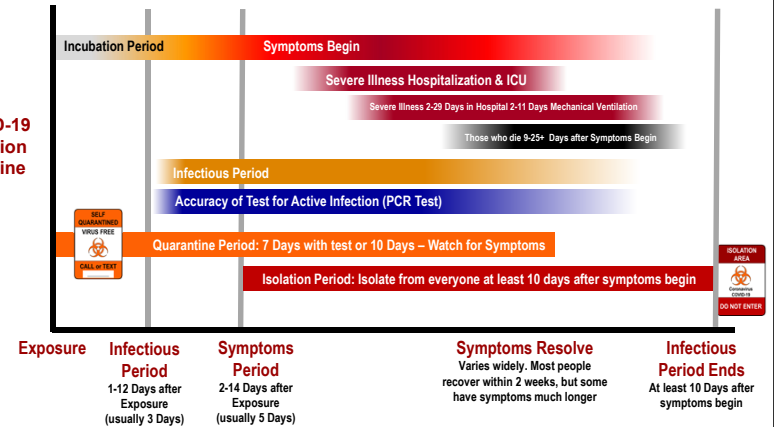 Incubation Period
Symptoms Begin
Severe Illness Hospitalization & ICU
Severe Illness 2-29 Days in Hospital 2-11 Days Mechanical Ventilation
D-19
ion
ine
Those who die 9-25+ Days after Symptoms Begin
Infectious Period
Accuracy of Test for Active Infection (PCR Test)
SELF
QUARANTINED
VIRUS FREE
CALL or TEXT
Quarantine Period: 7 Days with test or 10 Days – Watch for Symptoms
Isolation Period: Isolate from everyone at least 10 days after symptoms begin
ISOLATION
AREA
Coronavirus
COVID-19
DO NOT ENTER
Exposure
Infectious
Period
1-12 Days after
Exposure
(usually 3 Days)
Symptoms
Period
2-14 Days after
Exposure
(usually 5 Days)
Symptoms Resolve
Varies widely. Most people
recover within 2 weeks, but some
have symptoms much longer
Infectious
Period Ends
At least 10 Days after
symptoms begin